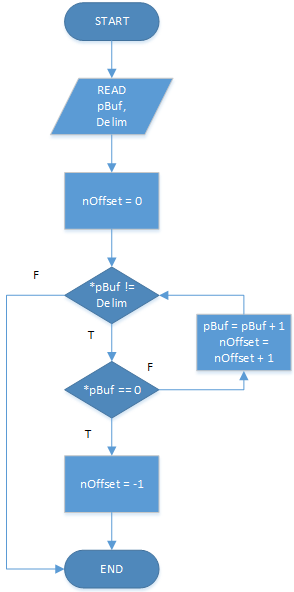 START
READ
pBuf,
Delim
nOffset = 0
F
*pBuf !=
Delim
T
pBuf = pBuf + 1
nOffset =
nOffset + 1
F
*pBuf == 0
T
nOffset = -1
END